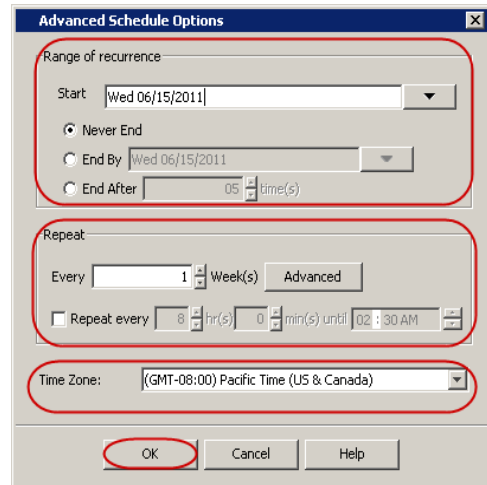 Advanced Schedule Options
Range of recurrence
Start Wed 06/15/2011
Never End
End By Wed 06/15/2011
End After 05 time(s)
Repeat
Every 1 Week(s) Advanced
Repeat every 8 hr(s) 0 min(s) until 02 : 30 AM
Time Zone: (GMT-08:00) Pacific Time (US & Canada)
OK Cancel Help